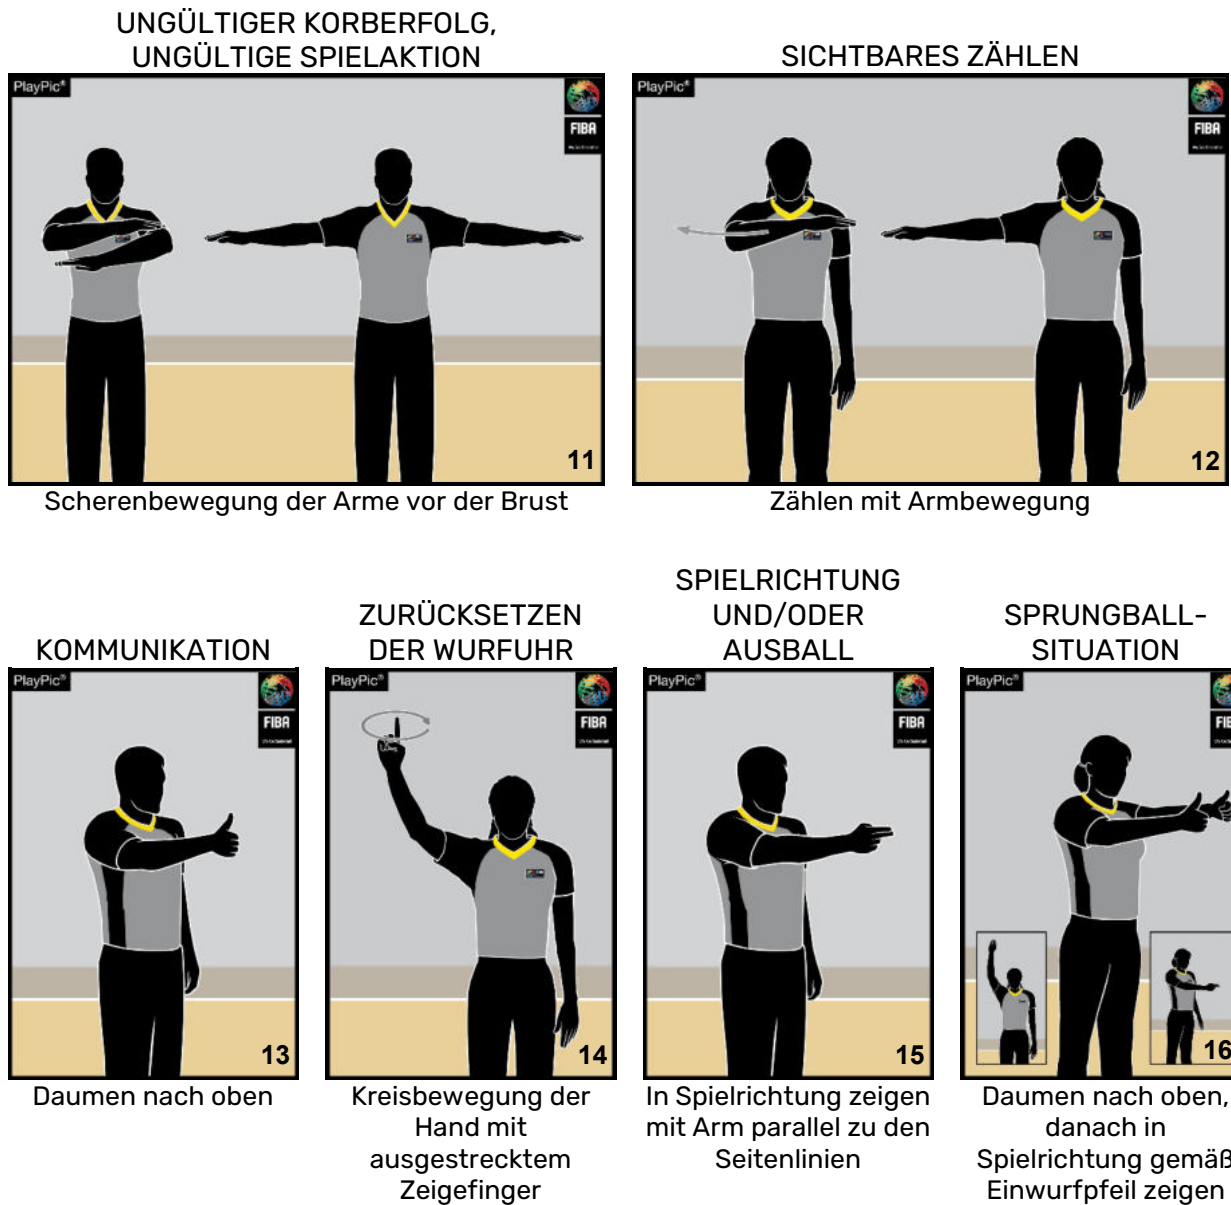 UNGÜLTIGER KORBERFOLG,
UNGÜLTIGE SPIELAKTION
PlayPic®
FIBA
11
Scherenbewegung der Arme vor der Brust
SICHTBARES ZÄHLEN
PlayPic®
FIBA
12
Zählen mit Armbewegung
KOMMUNIKATION
PlayPic®
FIBA
13
Daumen nach oben
ZURÜCKSETZEN
DER WURFUHR
PlayPic®
FIBA
14
Kreisbewegung der
Hand mit
ausgestrecktem
Zeigefinger
SPIELRICHTUNG
UND/ODER
AUSBALL
PlayPic®
FIBA
15
In Spielrichtung zeigen
mit Arm parallel zu den
Seitenlinien
SPRUNGBALL-
SITUATION
PlayPic®
16
Daumen nach oben,
danach in
Spielrichtung gemäß
Einwurfpfeil zeigen